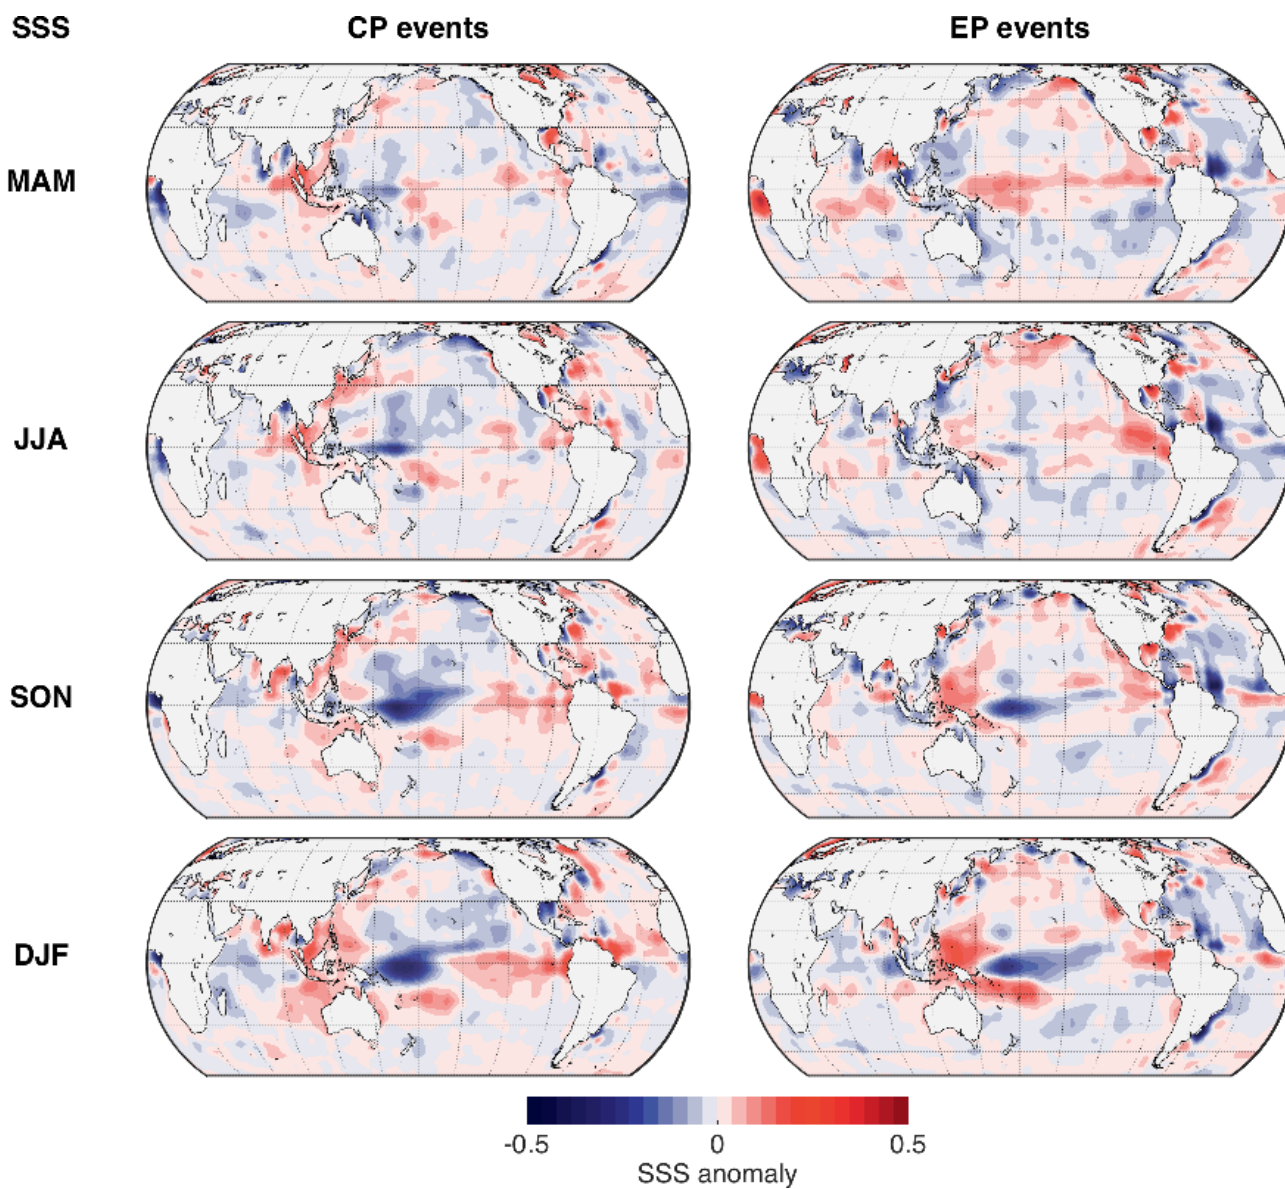 SSS CP events EP events
MAM
JJA
SON
DJF
-0.5 0 0.5
SSS anomaly